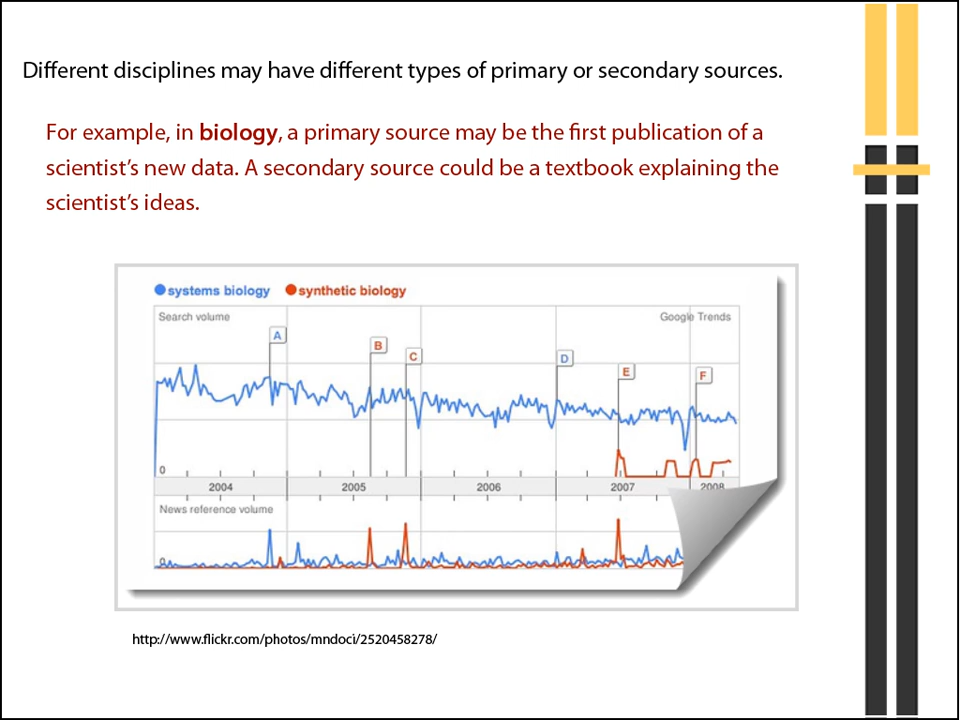 Different disciplines may have different types of primary or secondary sources.
For example, in biology, a primary source may be the first publication of a
scientist's new data. A secondary source could be a textbook explaining the
scientist's ideas.
systems biology synthetic biology
Search volume Google Trends
A
B
C
D
E
F
0
2004 2005 2006 2007 2008
News reference volume
0
http://www.flickr.com/photos/mndoci/2520458278/